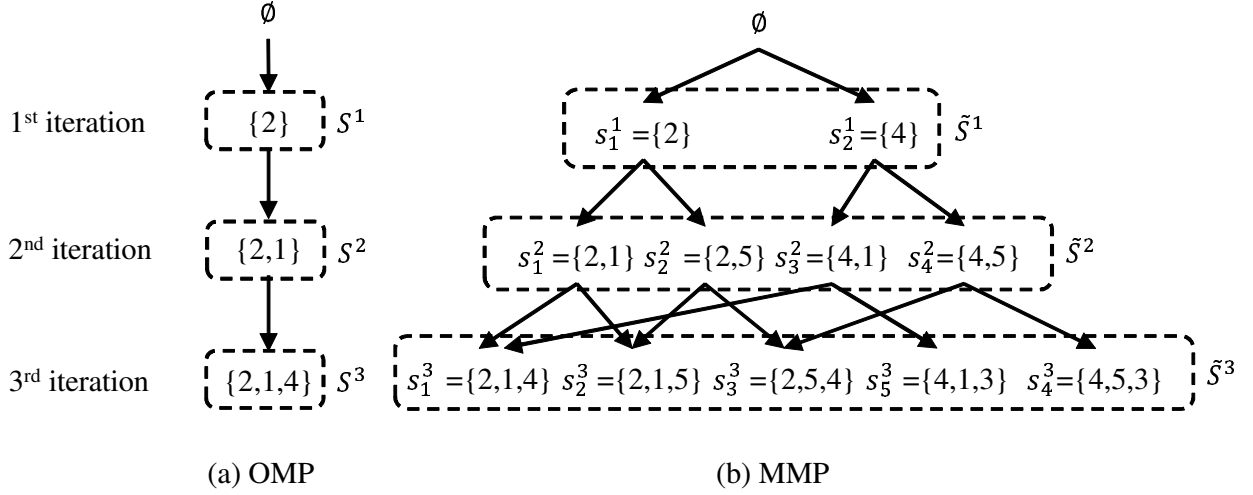 ∅ ∅
1st iteration {2} S¹ s₁¹ ={2} s₂¹ ={4} S̃¹
2nd iteration {2,1} S² s₁² ={2,1} s₂² ={2,5} s₃² ={4,1} s₄²={4,5} S̃²
3rd iteration {2,1,4} S³ s₁³ ={2,1,4} s₂³ ={2,1,5} s₃³ ={2,5,4} s₅³ ={4,1,3} s₄³={4,5,3} S̃³
(a) OMP (b) MMP